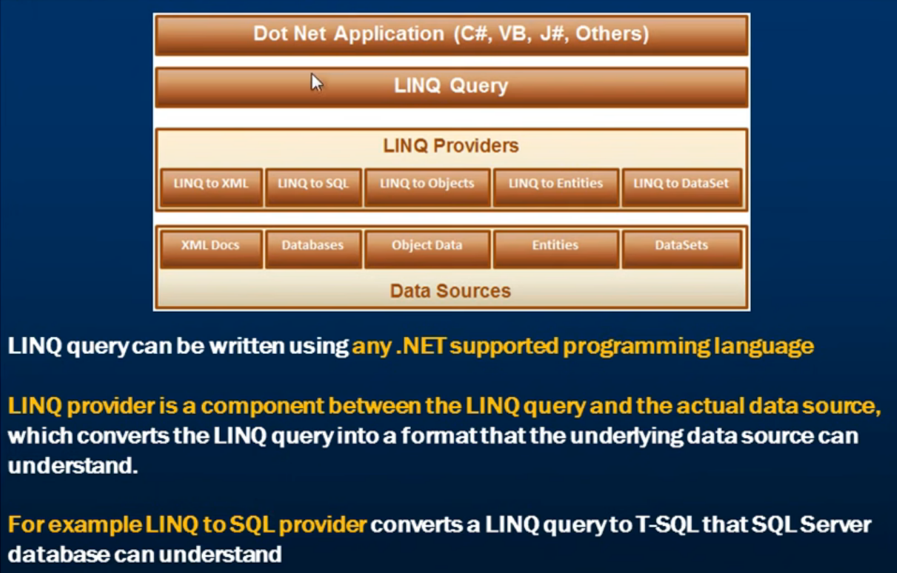 Dot Net Application (C#, VB, J#, Others)
LINQ Query
LINQ Providers
LINQ to XML
LINQ to SQL
LINQ to Objects
LINQ to Entities
LINQ to DataSet
XML Docs
Databases
Object Data
Entities
DataSets
Data Sources
LINQ query can be written using any .NET supported programming language
LINQ provider is a component between the LINQ query and the actual data source,
which converts the LINQ query into a format that the underlying data source can
understand.
For example LINQ to SQL provider converts a LINQ query to T-SQL that SQL Server
database can understand